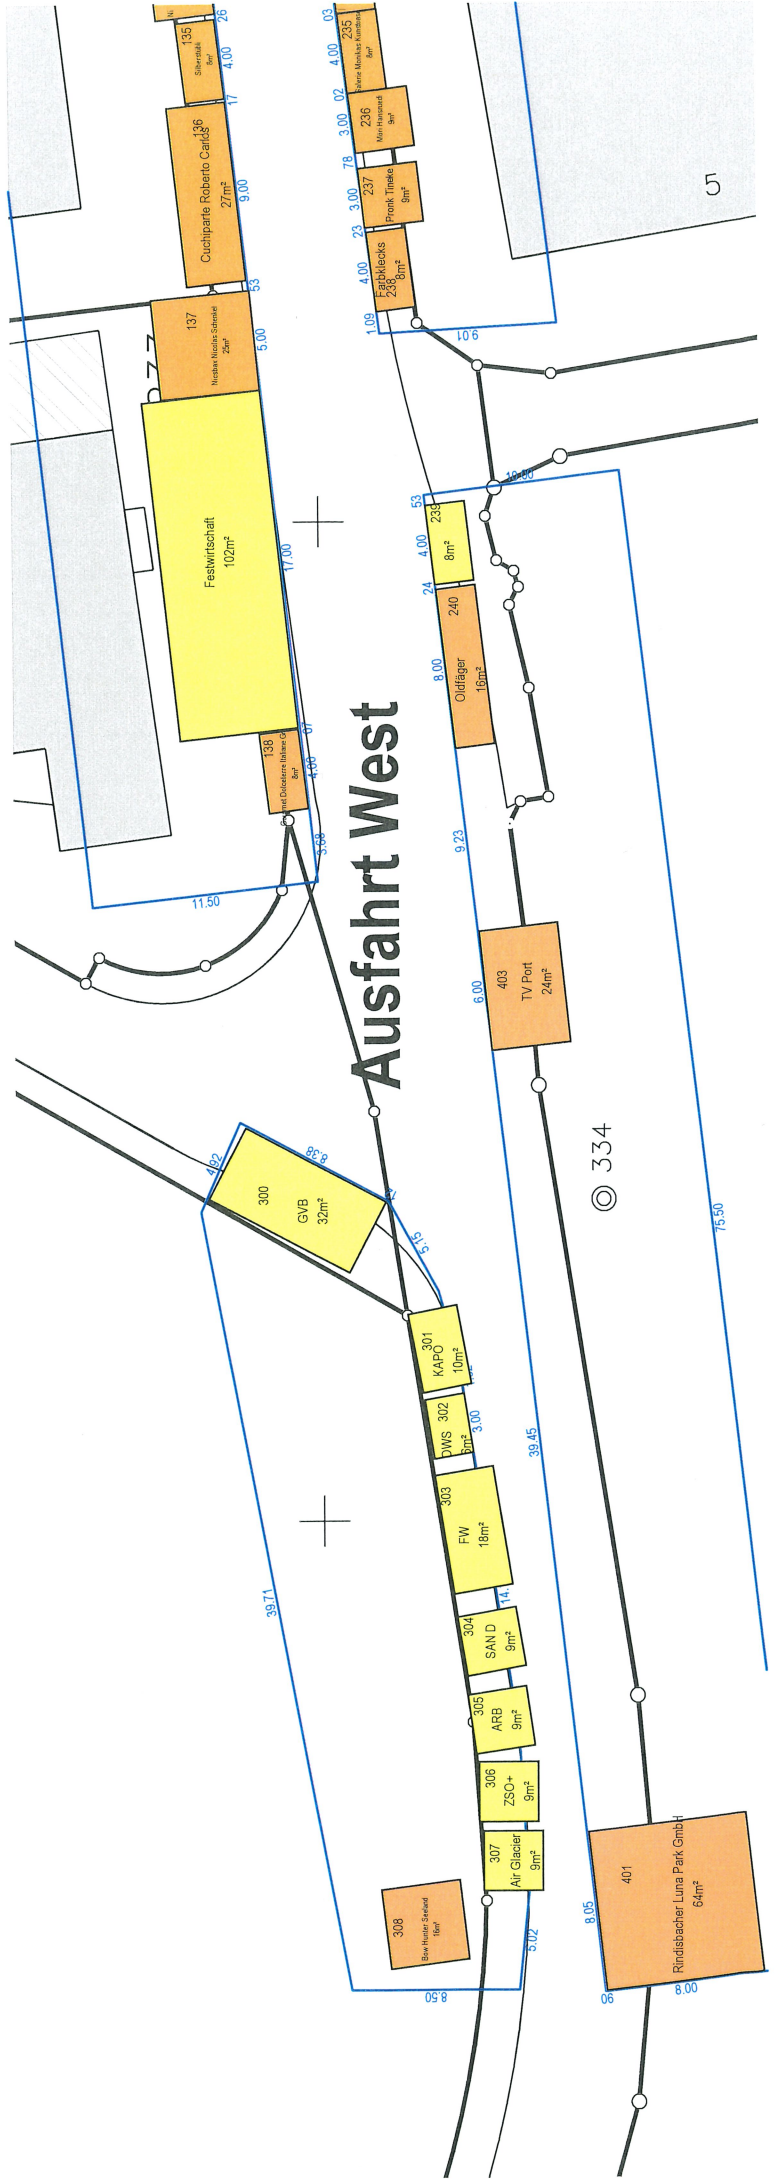 26
135
Silberstübli
8m²
4.00
17
136
Cuchiparte Roberto Carlos
27m²
9.00
53
137
Nicolas Schenkel
25m²
5.00
Festwirtschaft
102m²
17.00
67
138
8m²
4.00
3.68
11.50
03
235
8m²
4.00
02
236
9m²
3.00
78
237
Pronk Tineke
9m²
3.00
23
Farbklecks
238
8m²
4.00
1.09
9.01
5
53
239
8m²
4.00
24
240
Oldfäger
16m²
8.00
9.23
Ausfahrt West
403
TV Port
24m²
6.00
334
75.50
4.92
8.38
300
GVB
32m²
5.15
301
KAPO
10m²
302
DWS
6m²
3.00
303
FW
18m²
14.
304
SAN D
9m²
305
ARB
9m²
306
ZSO+
9m²
307
Air Glacier
9m²
39.71
39.45
308
Bow Hunter Seeland
16m²
8.50
5.02
401
Rindisbacher Luna Park GmbH
64m²
8.05
90
8.00